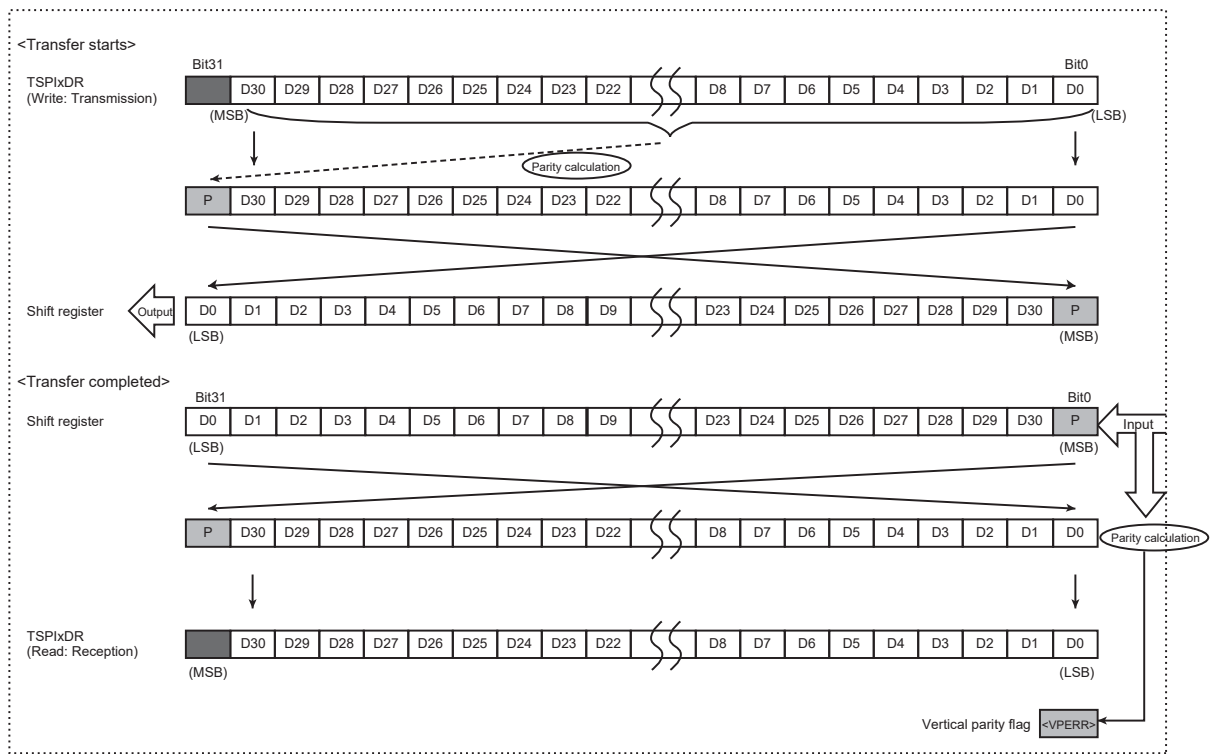 <Transfer starts>
Bit31 Bit0
TSPIxDR
(Write: Transmission)
D30 D29 D28 D27 D26 D25 D24 D23 D22 D8 D7 D6 D5 D4 D3 D2 D1 D0
(MSB) (LSB)
Parity calculation
P D30 D29 D28 D27 D26 D25 D24 D23 D22 D8 D7 D6 D5 D4 D3 D2 D1 D0
Shift register Output D0 D1 D2 D3 D4 D5 D6 D7 D8 D9 D23 D24 D25 D26 D27 D28 D29 D30 P
(LSB) (MSB)
<Transfer completed>
Bit31 Bit0
Shift register D0 D1 D2 D3 D4 D5 D6 D7 D8 D9 D23 D24 D25 D26 D27 D28 D29 D30 P Input
(LSB) (MSB)
P D30 D29 D28 D27 D26 D25 D24 D23 D22 D8 D7 D6 D5 D4 D3 D2 D1 D0 Parity calculation
TSPIxDR
(Read: Reception)
D30 D29 D28 D27 D26 D25 D24 D23 D22 D8 D7 D6 D5 D4 D3 D2 D1 D0
(MSB) (LSB)
Vertical parity flag <VPERR>